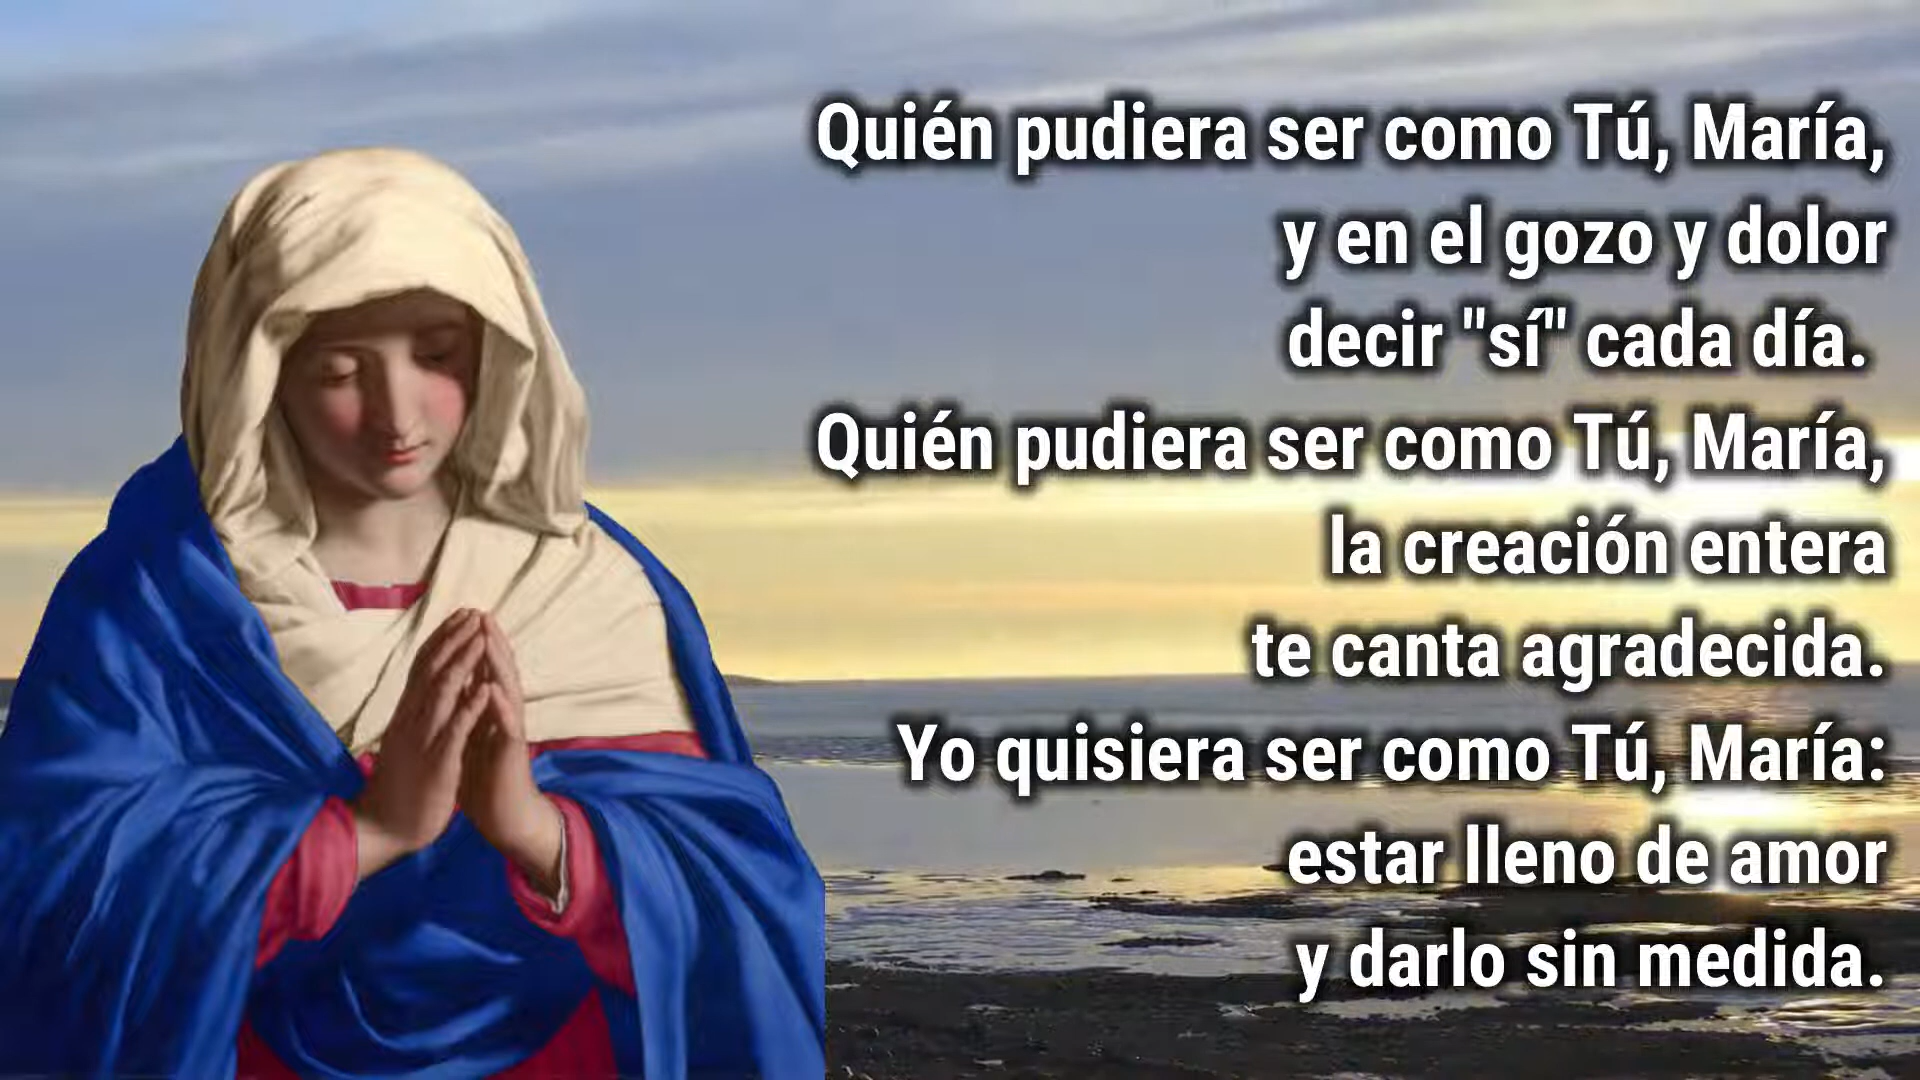 Quién pudiera ser como Tú, María,
y en el gozo y dolor
decir "sí" cada día.
Quién pudiera ser como Tú, María,
la creación entera
te canta agradecida.
Yo quisiera ser como Tú, María:
estar lleno de amor
y darlo sin medida.